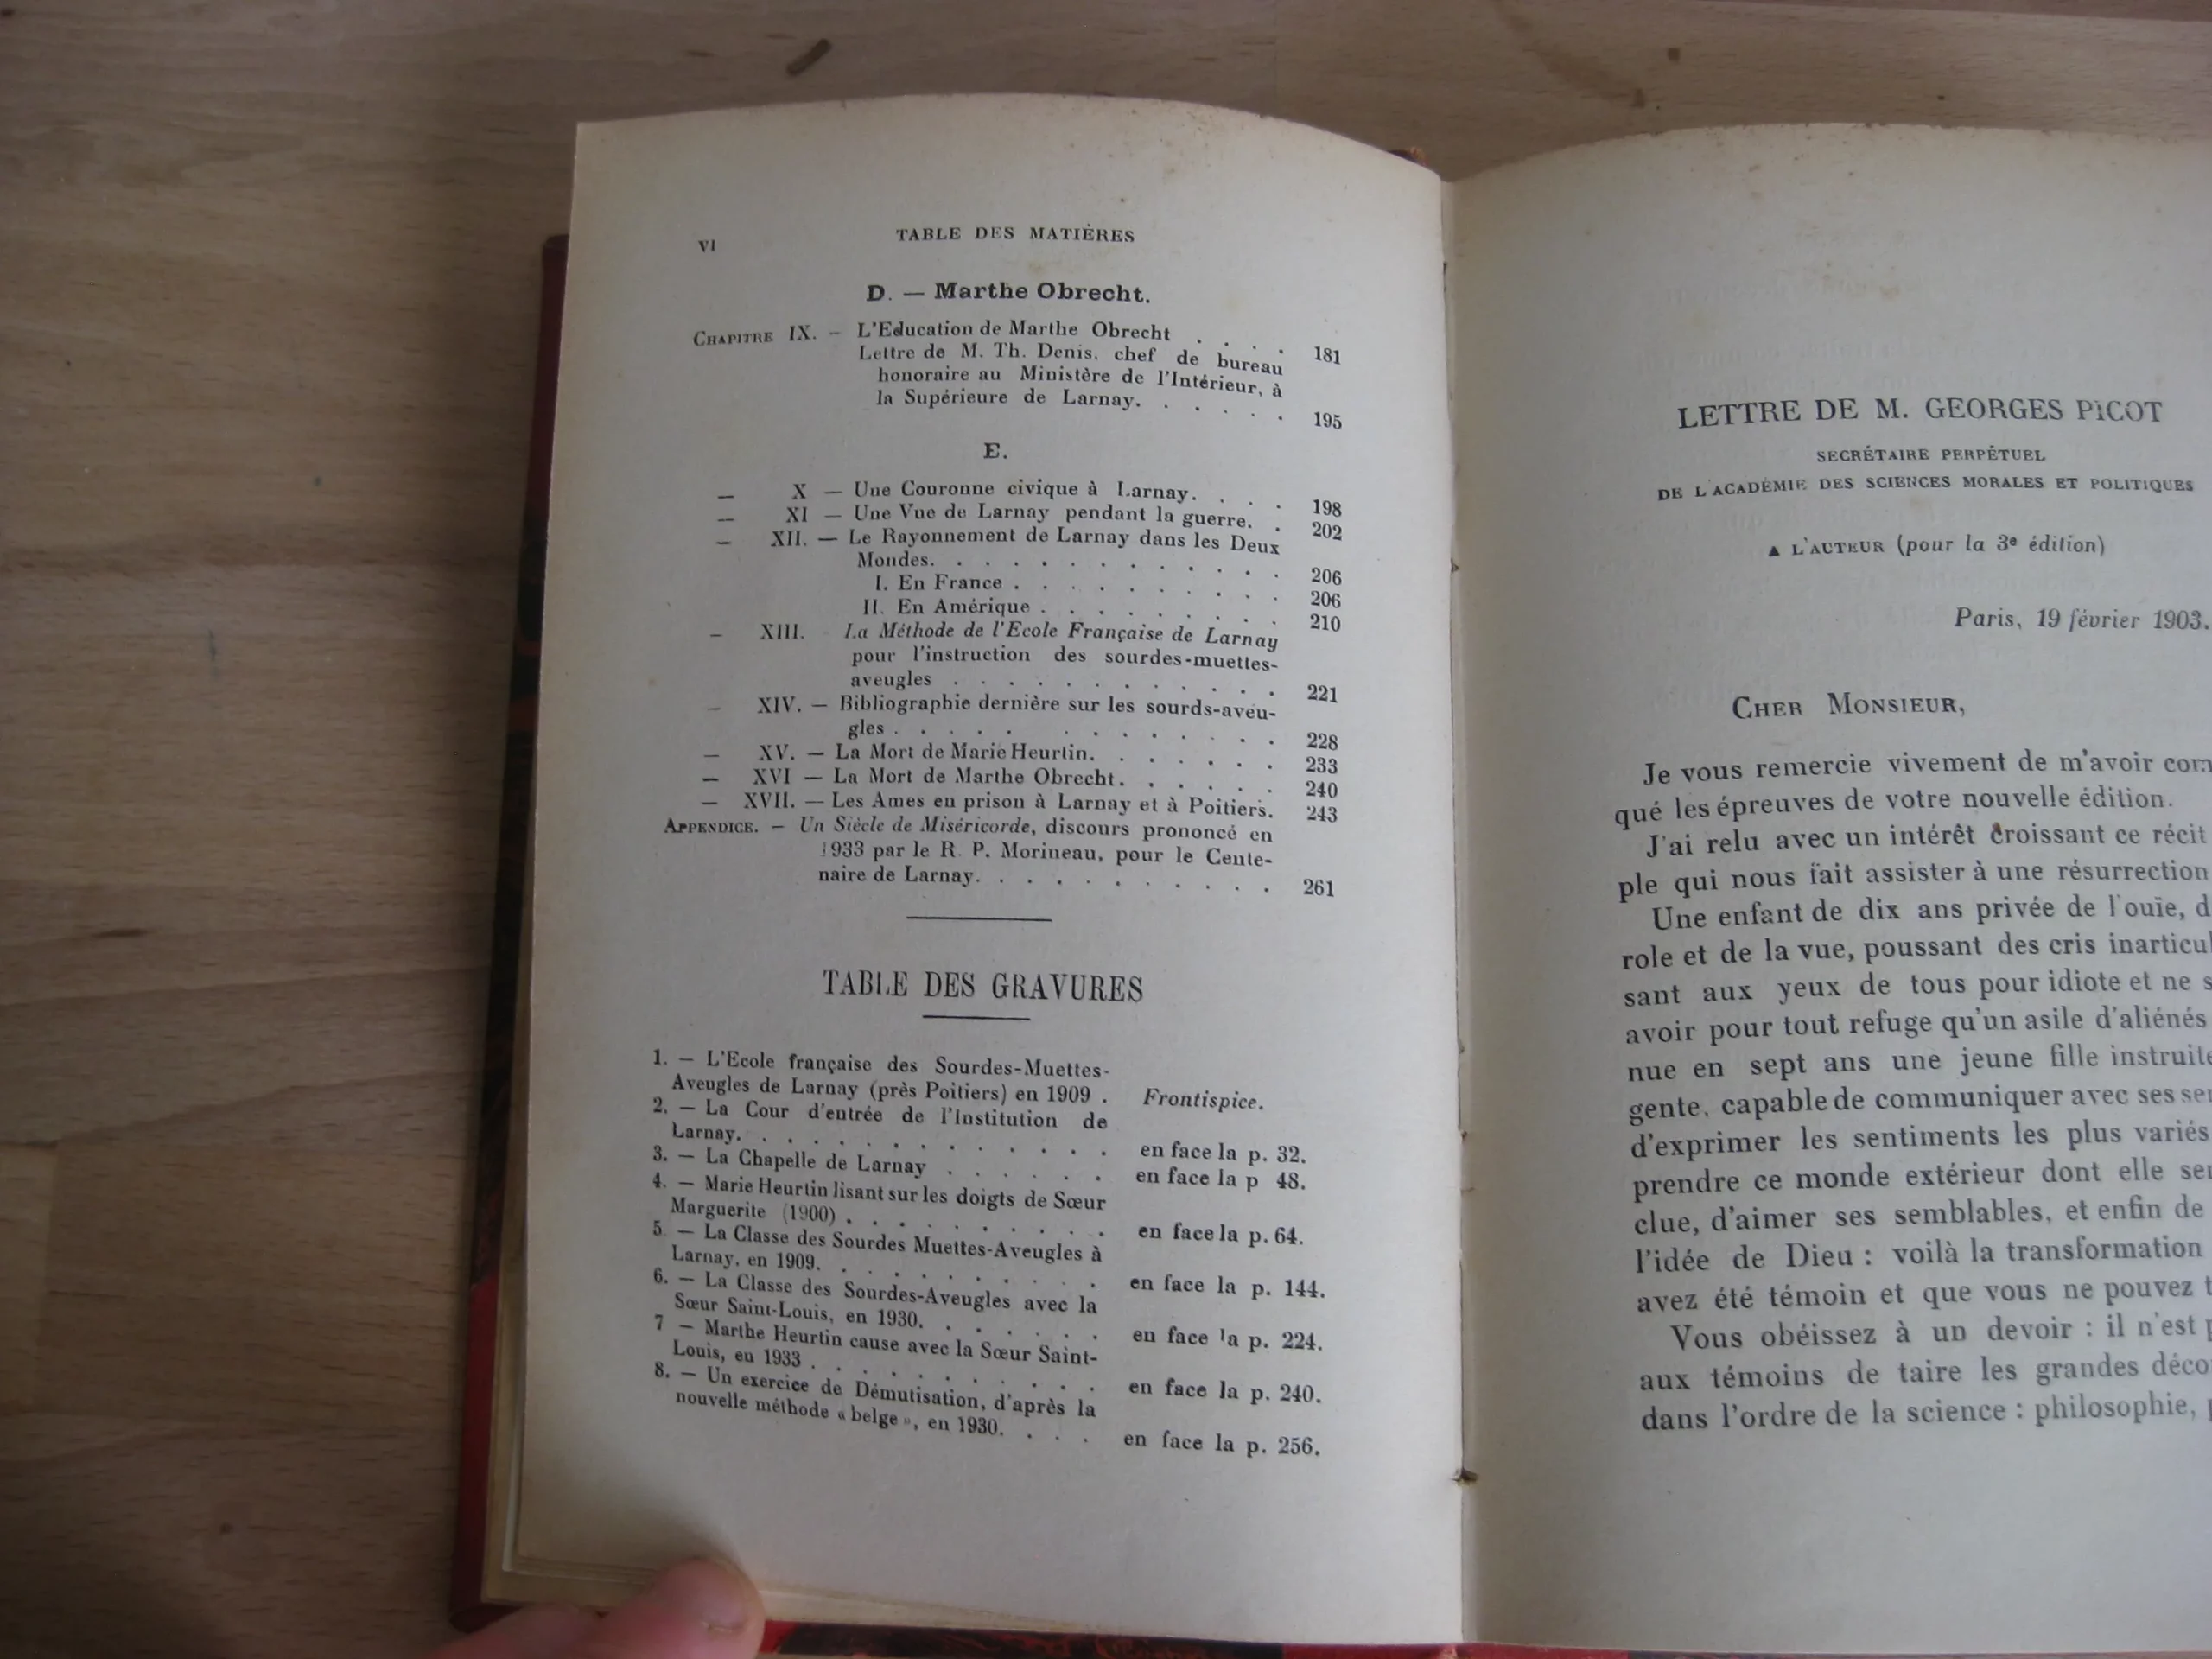 VI TABLE DES MATIÈRES
D. — Marthe Obrecht.
CHAPITRE IX. — L'Education de Marthe Obrecht . . . . 181
Lettre de M. Th. Denis, chef de bureau
honoraire au Ministère de l'Intérieur, à
la Supérieure de Larnay. . . . . . 195
E.
— X — Une Couronne civique à Larnay. . . . 198
— XI — Une Vue de Larnay pendant la guerre. . 202
— XII. — Le Rayonnement de Larnay dans les Deux
Mondes. . . . . . . . . . . . . 206
I. En France . . . . . . . . . . 206
II. En Amérique . . . . . . . . . 210
— XIII. La Méthode de l'Ecole Française de Larnay
pour l'instruction des sourdes-muettes-
aveugles . . . . . . . . . . . . 221
— XIV. — Bibliographie dernière sur les sourds-aveu-
gles . . . . . . . . . . . . 228
— XV. — La Mort de Marie Heurtin. . . . . . . 233
— XVI — La Mort de Marthe Obrecht. . . . . . 240
— XVII. — Les Ames en prison à Larnay et à Poitiers. 243
APPENDICE. — Un Siècle de Miséricorde, discours prononcé en
1933 par le R. P. Morineau, pour le Cente-
naire de Larnay. . . . . . . . . . . 261
TABLE DES GRAVURES
1. — L'Ecole française des Sourdes-Muettes-
Aveugles de Larnay (près Poitiers) en 1909 . Frontispice.
2. — La Cour d'entrée de l'Institution de
Larnay. . . . . . . . . . . . . . en face la p. 32.
3. — La Chapelle de Larnay . . . . . . en face la p 48.
4. — Marie Heurtin lisant sur les doigts de Sœur
Marguerite (1900) . . . . . . . . . . en face la p. 64.
5. — La Classe des Sourdes Muettes-Aveugles à
Larnay, en 1909. . . . . . . . . . . en face la p. 144.
6. — La Classe des Sourdes-Aveugles avec la
Sœur Saint-Louis, en 1930. . . . . . . en face la p. 224.
7 — Marthe Heurtin cause avec la Sœur Saint-
Louis, en 1933 . . . . . . . . . . . en face la p. 240.
8. — Un exercice de Démutisation, d'après la
nouvelle méthode « belge », en 1930. . . . en face la p. 256.
LETTRE DE M. GEORGES PICOT
SECRÉTAIRE PERPÉTUEL
DE L'ACADÉMIE DES SCIENCES MORALES ET POLITIQUES
A L'AUTEUR (pour la 3e édition)
Paris, 19 février 1903.
CHER MONSIEUR,
Je vous remercie vivement de m'avoir com
qué les épreuves de votre nouvelle édition.
J'ai relu avec un intérêt croissant ce récit
ple qui nous fait assister à une résurrection
Une enfant de dix ans privée de l'ouïe, d
role et de la vue, poussant des cris inarticul
sant aux yeux de tous pour idiote et ne s
avoir pour tout refuge qu'un asile d'aliénés
nue en sept ans une jeune fille instruite
gente, capable de communiquer avec ses sem
d'exprimer les sentiments les plus variés
prendre ce monde extérieur dont elle sem
clue, d'aimer ses semblables, et enfin de
l'idée de Dieu : voilà la transformation
avez été témoin et que vous ne pouvez t
Vous obéissez à un devoir : il n'est p
aux témoins de taire les grandes déco
dans l'ordre de la science : philosophie, p